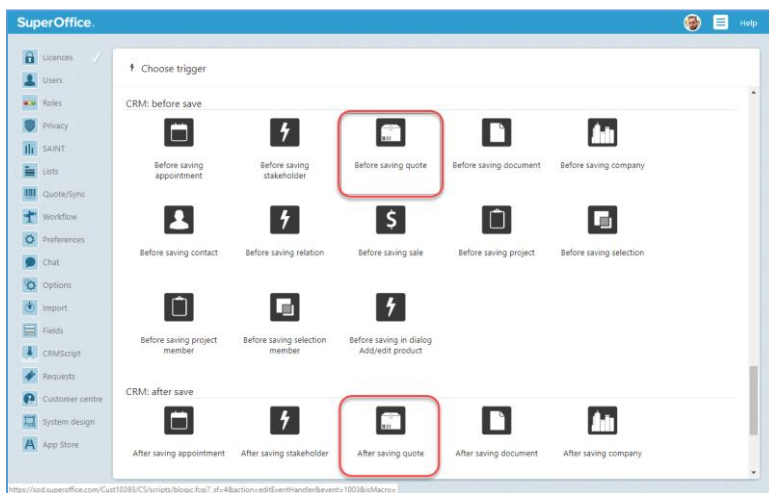 SuperOffice.
Help
Licences
Users
Roles
Privacy
SAINT
Lists
Quote/Sync
Workflow
Preferences
Chat
Options
Import
Fields
CRMScript
Requests
Customer centre
System design
App Store
Choose trigger
CRM: before save
Before saving
appointment
Before saving
stakeholder
Before saving quote
Before saving document
Before saving company
Before saving contact
Before saving relation
Before saving sale
Before saving project
Before saving selection
Before saving project
member
Before saving selection
member
Before saving in dialog
Add/edit product
CRM: after save
After saving appointment
After saving stakeholder
After saving quote
After saving document
After saving company
https://sod.superoffice.com/Cust10393/CS/scripts/blogic.fcgi?_sf=4&action=editEventHandler&event=1003&isMacro=